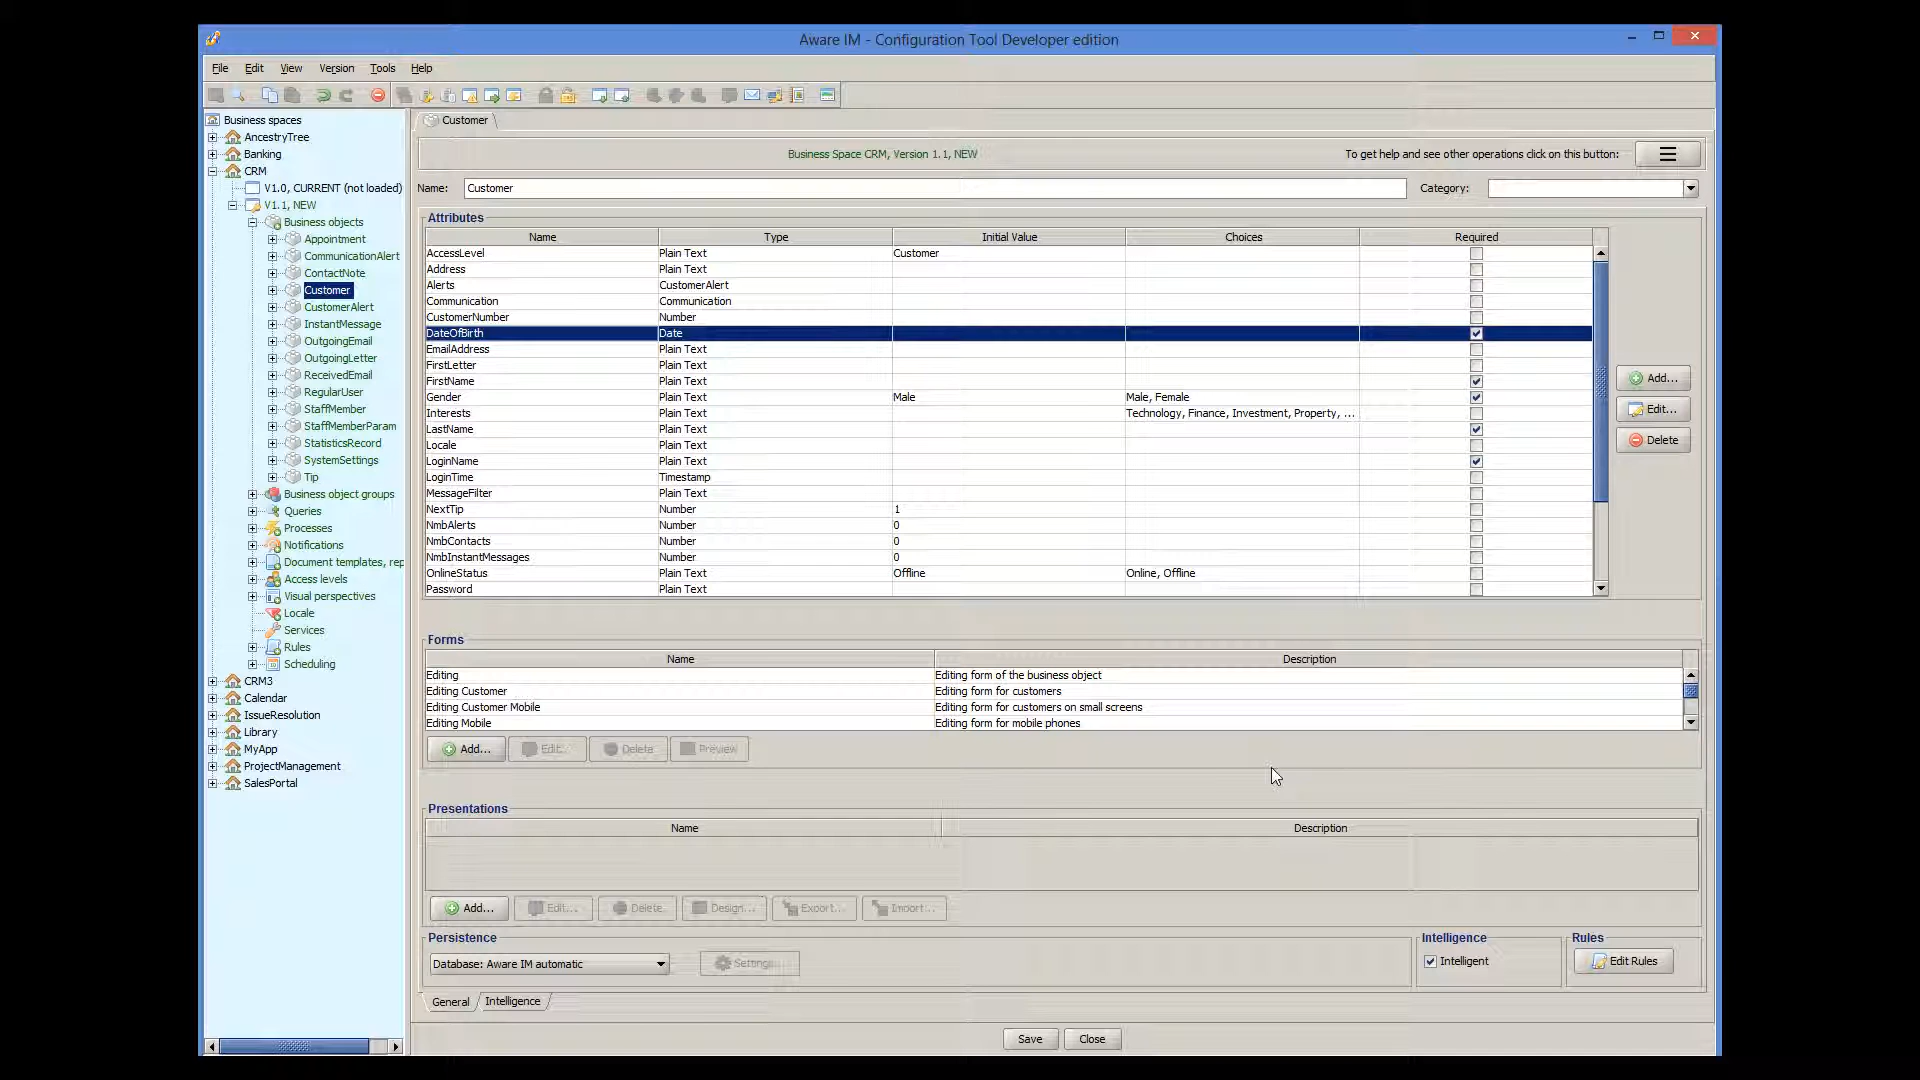 Aware IM - Configuration Tool Developer edition
File Edit View Version Tools Help
Business spaces
AncestryTree
Banking
CRM
V1.0, CURRENT (not loaded)
V1.1, NEW
Business objects
Appointment
CommunicationAlert
ContactNote
Customer
CustomerAlert
InstantMessage
OutgoingEmail
OutgoingLetter
ReceivedEmail
RegularUser
StaffMember
StaffMemberParam
StatisticsRecord
SystemSettings
Tip
Business object groups
Queries
Processes
Notifications
Document templates, rep
Access levels
Visual perspectives
Locale
Services
Rules
Scheduling
CRM3
Calendar
IssueResolution
Library
MyApp
ProjectManagement
SalesPortal
Customer
Business Space CRM, Version 1.1, NEW To get help and see other operations click on this button:
Name: Customer Category:
Attributes
Name Type Initial Value Choices Required
AccessLevel Plain Text Customer
Address Plain Text
Alerts CustomerAlert
Communication Communication
CustomerNumber Number
DateOfBirth Date
EmailAddress Plain Text
FirstLetter Plain Text
FirstName Plain Text
Gender Plain Text Male Male, Female
Interests Plain Text Technology, Finance, Investment, Property, ...
LastName Plain Text
Locale Plain Text
LoginName Plain Text
LoginTime Timestamp
MessageFilter Plain Text
NextTip Number 1
NmbAlerts Number 0
NmbContacts Number 0
NmbInstantMessages Number 0
OnlineStatus Plain Text Offline Online, Offline
Password Plain Text
Add...
Edit...
Delete
Forms
Name Description
Editing Editing form of the business object
Editing Customer Editing form for customers
Editing Customer Mobile Editing form for customers on small screens
Editing Mobile Editing form for mobile phones
Add... Edit... Delete Preview
Presentations
Name Description
Add... Edit... Delete Design... Export... Import...
Persistence Intelligence Rules
Database: Aware IM automatic Settings... Intelligent Edit Rules
General Intelligence
Save Close